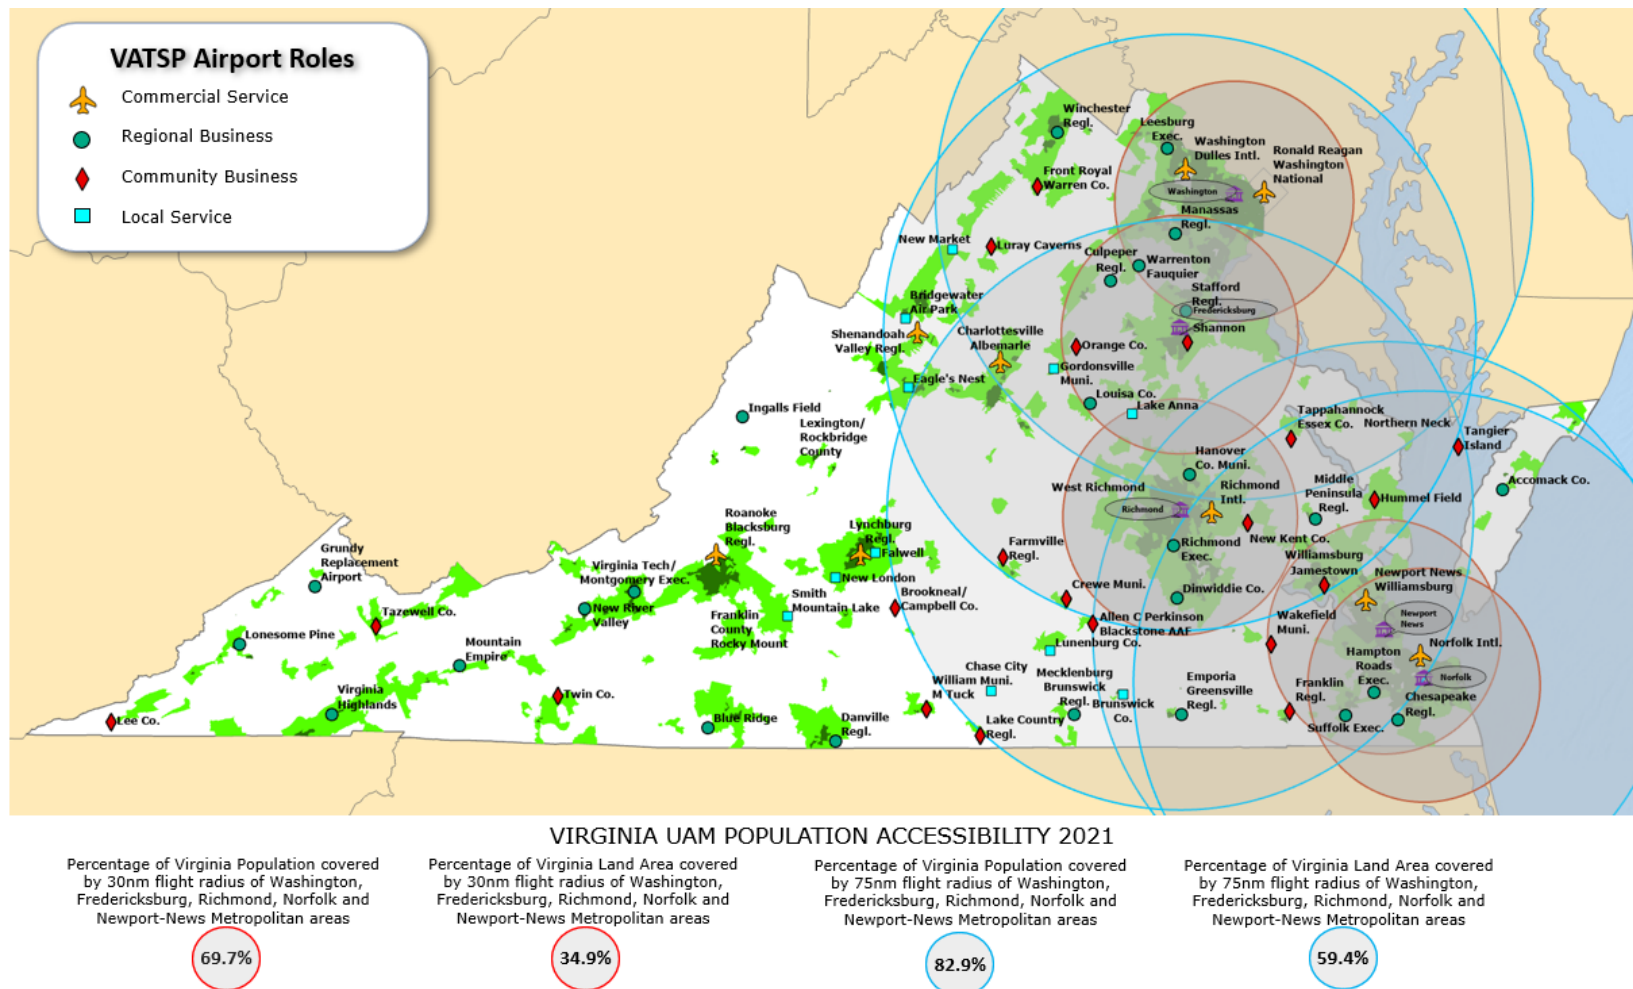 VATSP Airport Roles
Commercial Service
Regional Business
Community Business
Local Service
Winchester
Regl.
Leesburg
Exec.
Washington
Dulles Intl.
Ronald Reagan
Washington
National
Front Royal
Warren Co.
Washington
Manassas
Regl.
New Market
Luray Caverns
Culpeper
Regl.
Warrenton
Fauquier
Stafford
Regl.
Fredericksburg
Shannon
Bridgewater
Air Park
Shenandoah
Valley Regl.
Charlottesville
Albemarle
Orange Co.
Gordonsville
Muni.
Eagle's Nest
Louisa Co.
Lake Anna
Ingalls Field
Lexington/
Rockbridge
County
Tappahannock
Essex Co.
Northern Neck
Tangier
Island
Hanover
Co. Muni.
West Richmond
Richmond
Intl.
Richmond
Middle
Peninsula
Regl.
Hummel Field
Accomack Co.
Roanoke
Blacksburg
Regl.
Lynchburg
Regl.
Falwell
Farmville
Regl.
Richmond
Exec.
New Kent Co.
Williamsburg
Jamestown
Newport News
Williamsburg
Grundy
Replacement
Airport
Virginia Tech/
Montgomery Exec.
New London
Smith
Mountain Lake
Brookneal/
Campbell Co.
Crewe Muni.
Dinwiddie Co.
Tazewell Co.
New River
Valley
Franklin
County
Rocky Mount
Allen C Perkinson
Blackstone AAF
Wakefield
Muni.
Newport
News
Lonesome Pine
Mountain
Empire
Lunenburg Co.
Hampton
Roads
Exec.
Norfolk Intl.
Norfolk
Chase City
William Muni.
M Tuck
Mecklenburg
Brunswick
Regl.
Brunswick
Co.
Emporia
Greensville
Regl.
Franklin
Regl.
Chesapeake
Regl.
Virginia
Highlands
Twin Co.
Lee Co.
Blue Ridge
Danville
Regl.
Lake Country
Regl.
Suffolk Exec.
VIRGINIA UAM POPULATION ACCESSIBILITY 2021
Percentage of Virginia Population covered
by 30nm flight radius of Washington,
Fredericksburg, Richmond, Norfolk and
Newport-News Metropolitan areas
69.7%
Percentage of Virginia Land Area covered
by 30nm flight radius of Washington,
Fredericksburg, Richmond, Norfolk and
Newport-News Metropolitan areas
34.9%
Percentage of Virginia Population covered
by 75nm flight radius of Washington,
Fredericksburg, Richmond, Norfolk and
Newport-News Metropolitan areas
82.9%
Percentage of Virginia Land Area covered
by 75nm flight radius of Washington,
Fredericksburg, Richmond, Norfolk and
Newport-News Metropolitan areas
59.4%